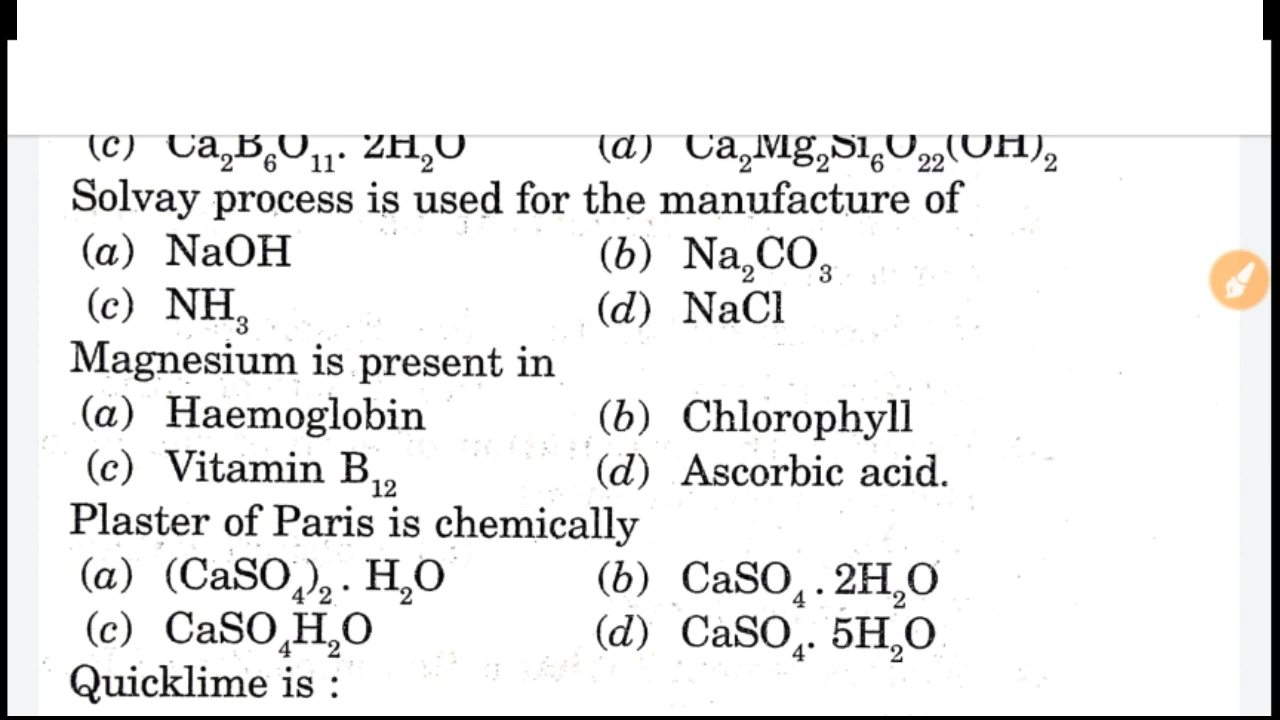 (c) Ca₂B₆O₁₁. 2H₂O (d) Ca₂Mg₂Si₆O₂₂(OH)₂
Solvay process is used for the manufacture of
(a) NaOH (b) Na₂CO₃
(c) NH₃ (d) NaCl
Magnesium is present in
(a) Haemoglobin (b) Chlorophyll
(c) Vitamin B₁₂ (d) Ascorbic acid.
Plaster of Paris is chemically
(a) (CaSO₄)₂. H₂O (b) CaSO₄. 2H₂O
(c) CaSO₄H₂O (d) CaSO₄. 5H₂O
Quicklime is :